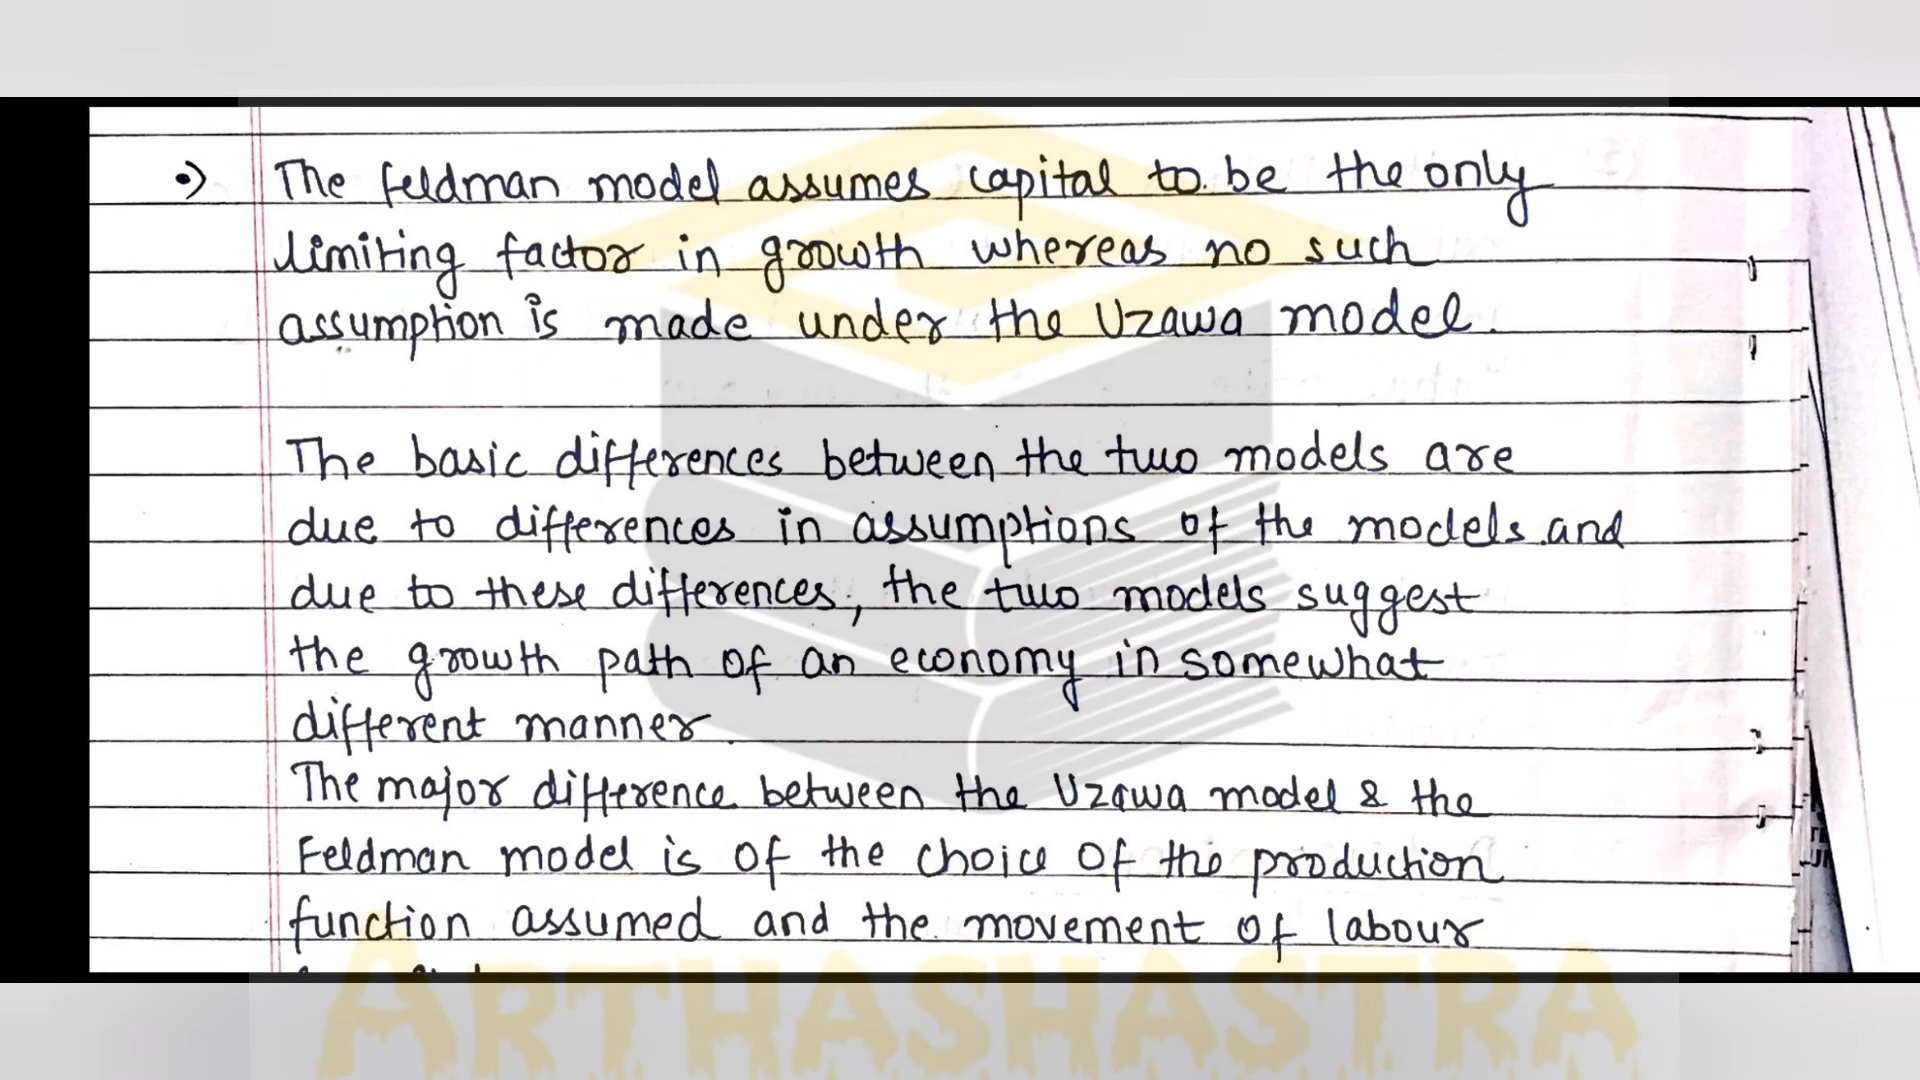 •) The feldman model assumes capital to be the only
limiting factor in growth whereas no such
assumption is made under the Uzawa model.
The basic differences between the two models are
due to differences in assumptions of the models and
due to these differences, the two models suggest
the growth path of an economy in somewhat
different manner.
The major difference between the Uzawa model & the
Feldman model is of the choice of the production
function assumed and the movement of labour
ARTHASHASTRA